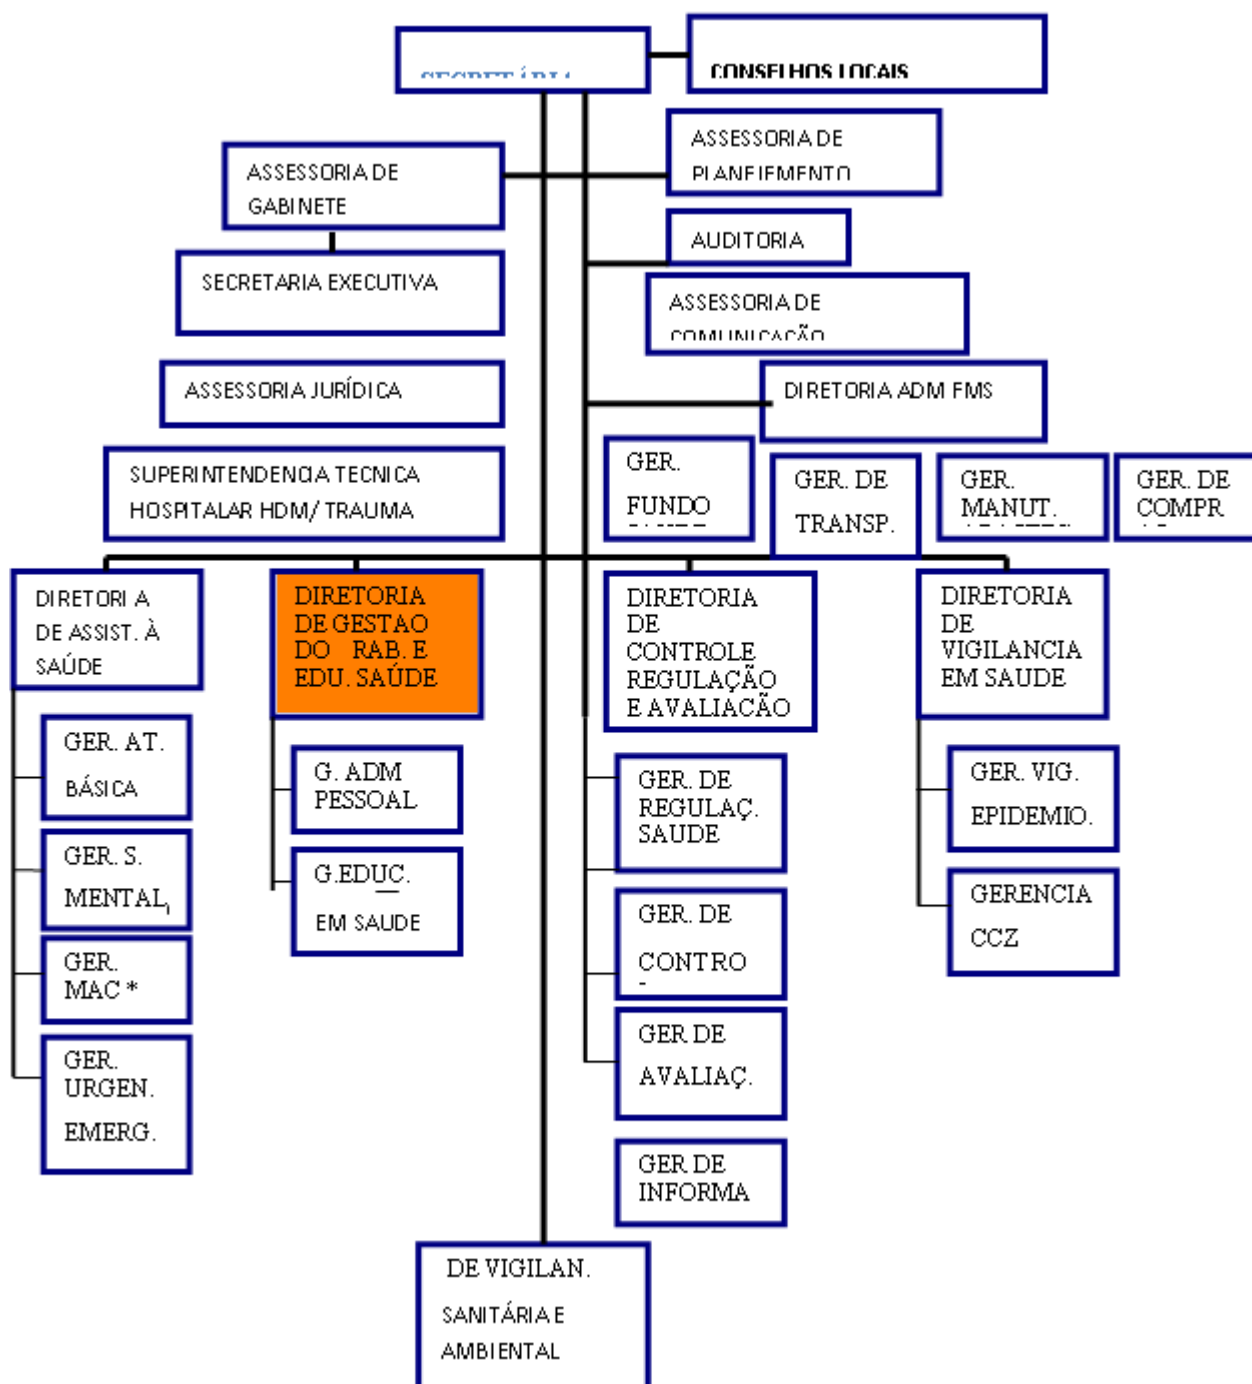 SECRETÁRIA
CONSELHOS LOCAIS
ASSESSORIA DE
PLANEJEMENTO
ASSESSORIA DE
GABINETE
AUDITORIA
SECRETARIA EXECUTIVA
ASSESSORIA DE
COMUNICAÇÃO
ASSESSORIA JURÍDICA
DIRETORIA ADM FMS
SUPERINTENDENCIA TECNICA
HOSPITALAR HDM/ TRAUMA
GER.
FUNDO
GER. DE
TRANSP.
GER.
MANUT.
GER. DE
COMPR
DIRETORIA
DE ASSIST. À
SAÚDE
DIRETORIA
DE GESTAO
DO RAB. E
EDU. SAÚDE
DIRETORIA
DE
CONTROLE
REGULAÇÃO
E AVALIACÃO
DIRETORIA
DE
VIGILANCIA
EM SAUDE
GER. AT.
BÁSICA
GER. S.
MENTAL,
GER.
MAC *
GER.
URGEN.
EMERG.
G. ADM
PESSOAL
G.EDUC.
EM SAUDE
GER. DE
REGULAÇ.
SAUDE
GER. DE
CONTRO
GER DE
AVALIAÇ.
GER DE
INFORMA
GER. VIG.
EPIDEMIO.
GERENCIA
CCZ
DE VIGILAN.
SANITÁRIA E
AMBIENTAL